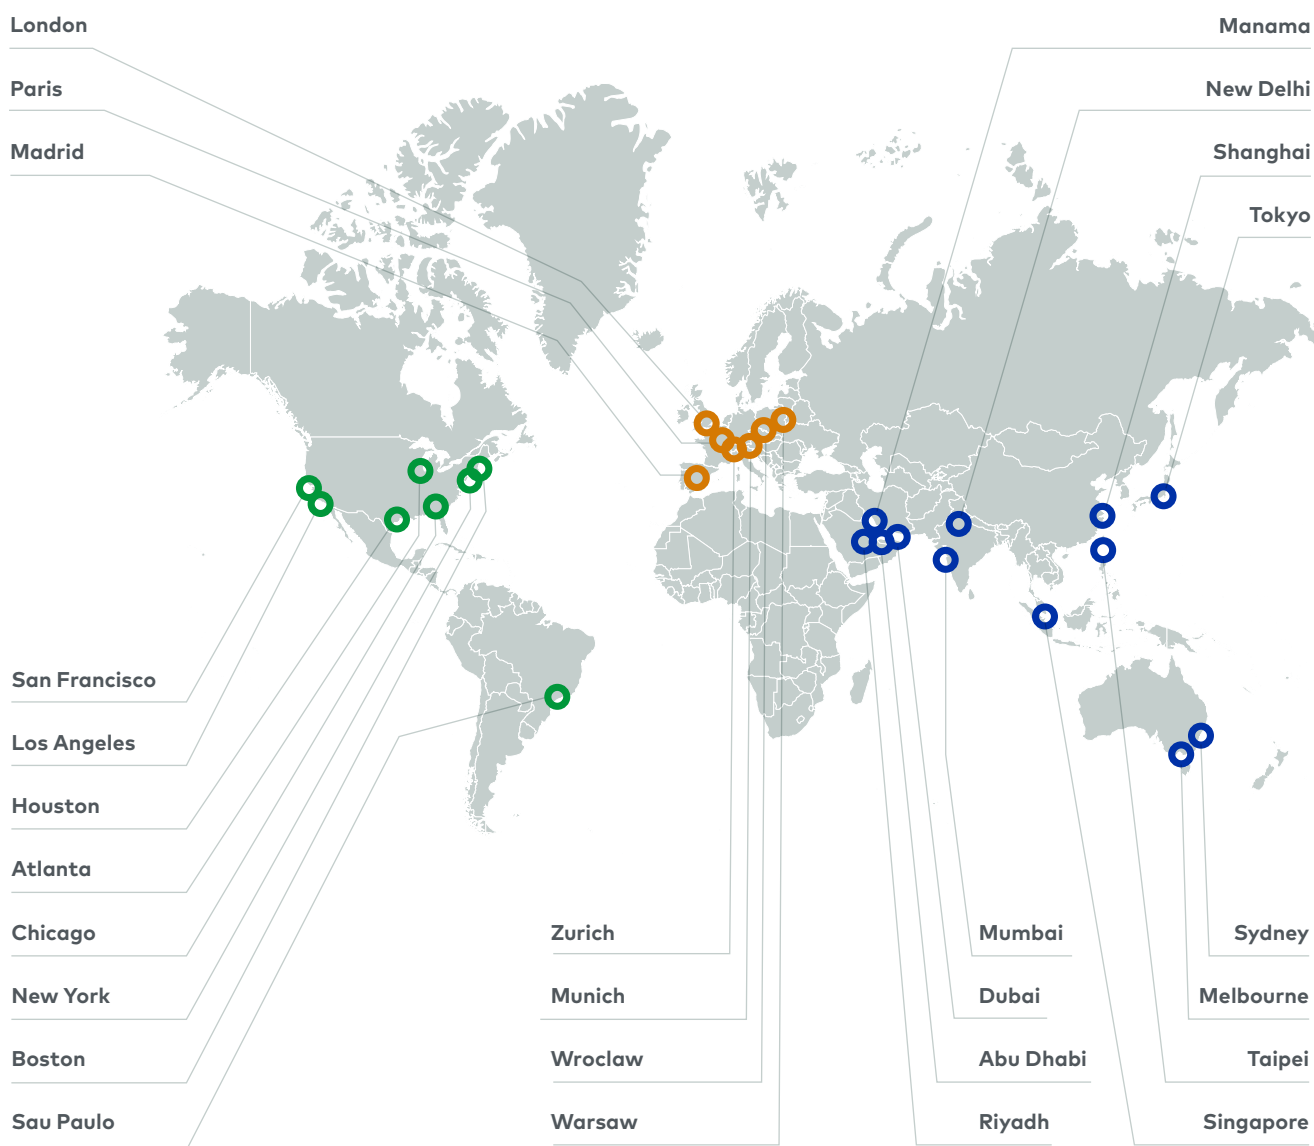 London
Paris
Madrid
Manama
New Delhi
Shanghai
Tokyo
San Francisco
Los Angeles
Houston
Atlanta
Chicago
New York
Boston
Sau Paulo
Zurich
Munich
Wroclaw
Warsaw
Mumbai
Dubai
Abu Dhabi
Riyadh
Sydney
Melbourne
Taipei
Singapore